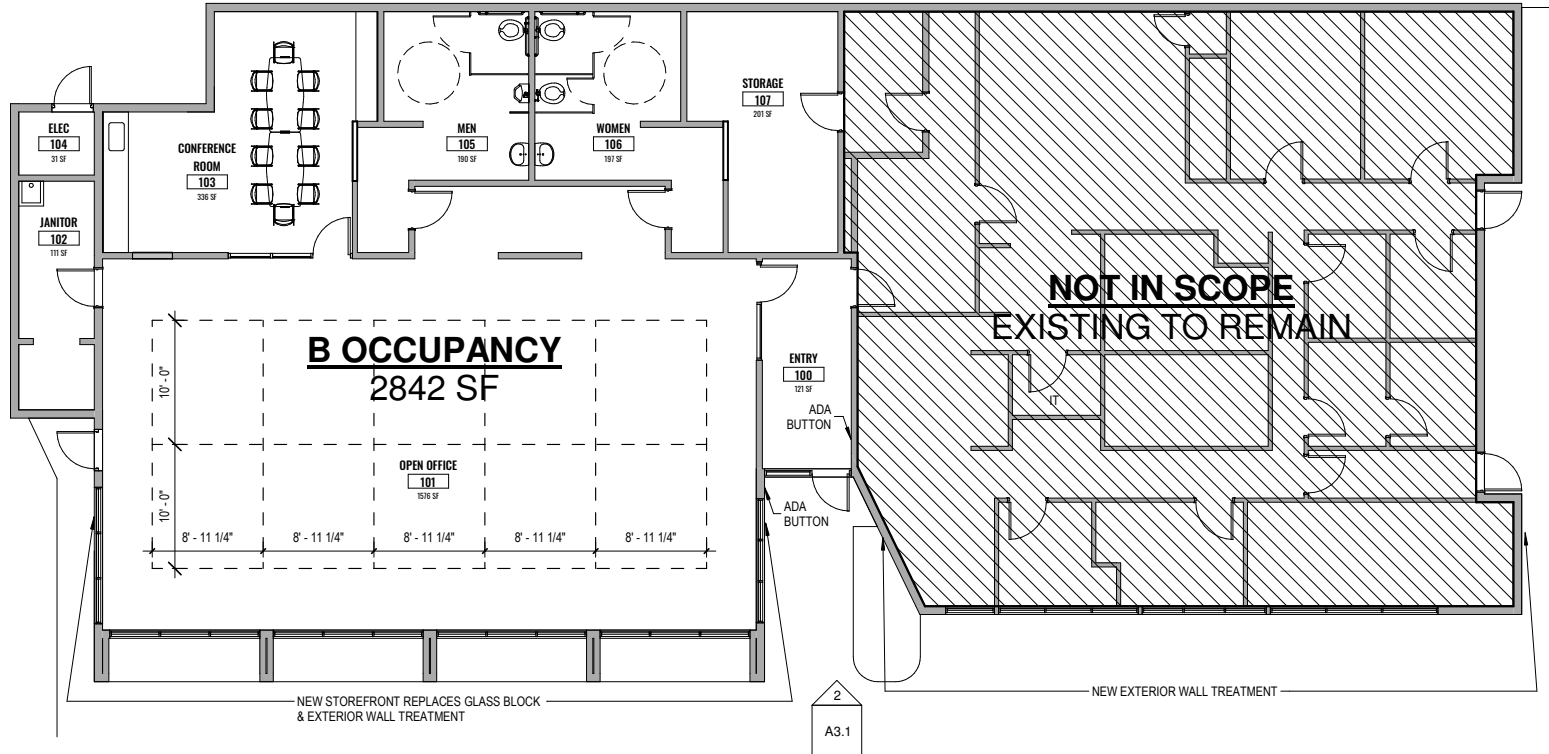 STORAGE
107
201 SF
ELEC
104
31 SF
CONFERENCE
ROOM
103
336 SF
MEN
105
190 SF
WOMEN
106
197 SF
JANITOR
102
111 SF
NOT IN SCOPE
EXISTING TO REMAIN
B OCCUPANCY
2842 SF
ENTRY
100
121 SF
IT
ADA
BUTTON
10' - 0"
10' - 0"
OPEN OFFICE
101
1576 SF
ADA
BUTTON
8' - 11 1/4"
8' - 11 1/4"
8' - 11 1/4"
8' - 11 1/4"
8' - 11 1/4"
NEW STOREFRONT REPLACES GLASS BLOCK
& EXTERIOR WALL TREATMENT
2
A3.1
NEW EXTERIOR WALL TREATMENT